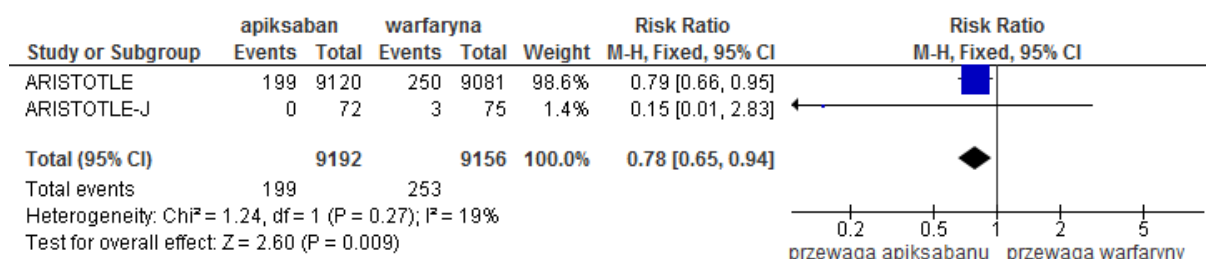 apiksaban warfaryna Risk Ratio Risk Ratio
Study or Subgroup Events Total Events Total Weight M-H, Fixed, 95% CI M-H, Fixed, 95% CI
ARISTOTLE 199 9120 250 9081 98.6% 0.79 [0.66, 0.95]
ARISTOTLE-J 0 72 3 75 1.4% 0.15 [0.01, 2.83]
Total (95% CI) 9192 9156 100.0% 0.78 [0.65, 0.94]
Total events 199 253
Heterogeneity: Chi² = 1.24, df = 1 (P = 0.27); I² = 19%
Test for overall effect: Z = 2.60 (P = 0.009)
0.2 0.5 1 2 5
przewaga apiksabanu przewaga warfaryny